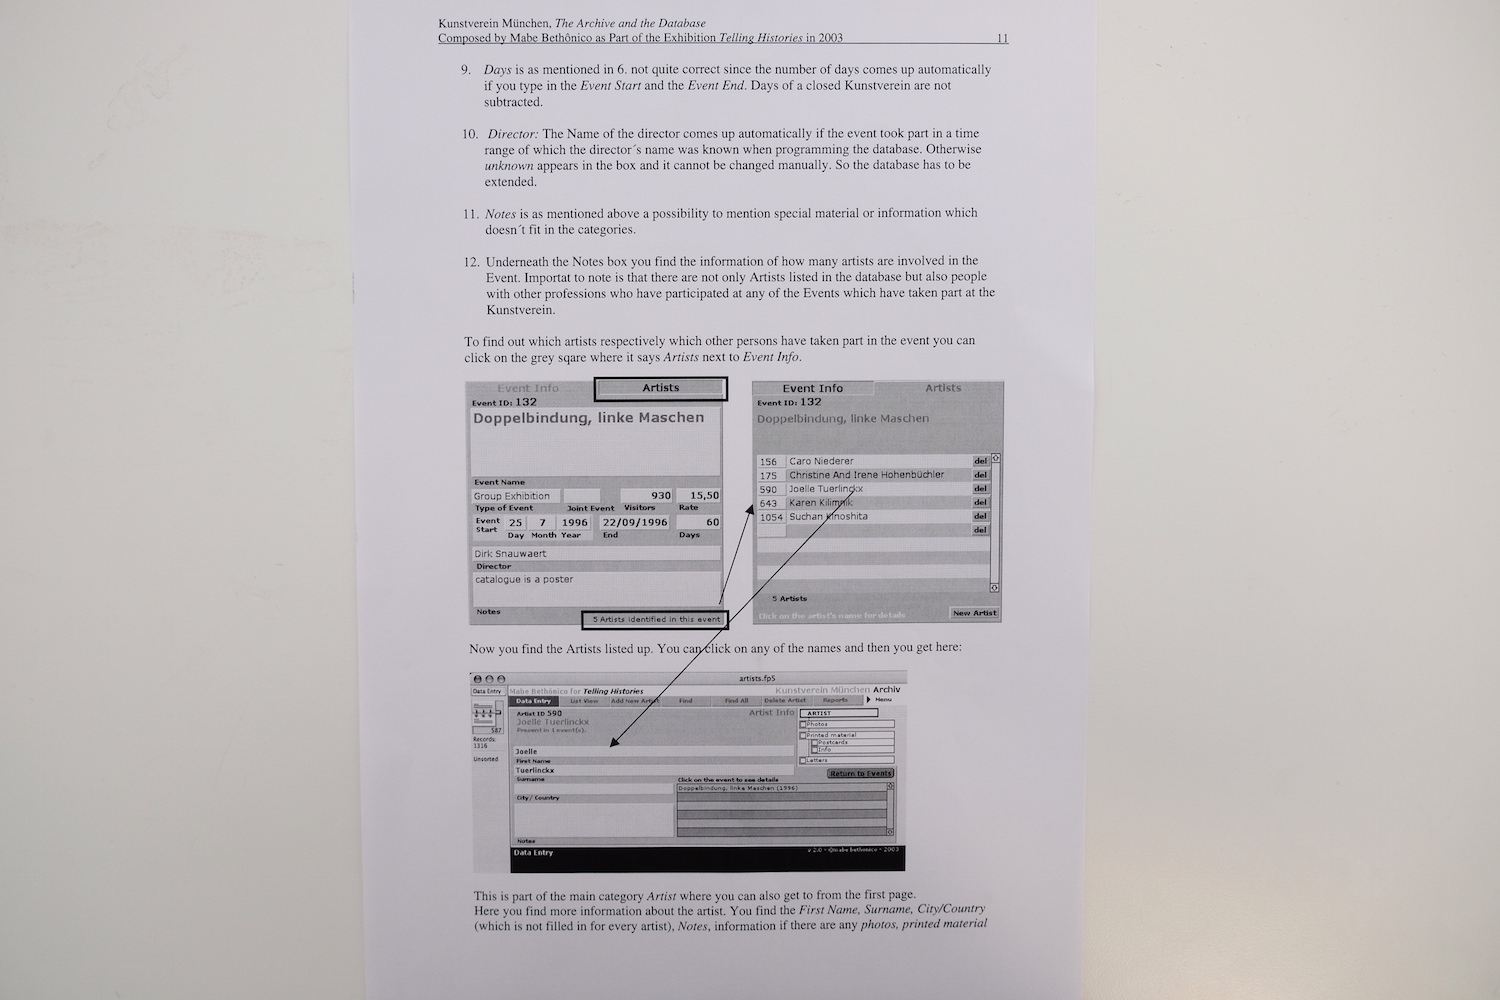 Kunstverein München, The Archive and the Database
Composed by Mabe Bethônico as Part of the Exhibition Telling Histories in 2003 11
9. Days is as mentioned in 6. not quite correct since the number of days comes up automatically
if you type in the Event Start and the Event End. Days of a closed Kunstverein are not
subtracted.
10. Director: The Name of the director comes up automatically if the event took part in a time
range of which the director´s name was known when programming the database. Otherwise
unknown appears in the box and it cannot be changed manually. So the database has to be
extended.
11. Notes is as mentioned above a possibility to mention special material or information which
doesn´t fit in the categories.
12. Underneath the Notes box you find the information of how many artists are involved in the
Event. Importat to note is that there are not only Artists listed in the database but also people
with other professions who have participated at any of the Events which have taken part at the
Kunstverein.
To find out which artists respectively which other persons have taken part in the event you can
click on the grey sqare where it says Artists next to Event Info.
Event Info Artists
Event ID: 132
Doppelbindung, linke Maschen
Event Name
Group Exhibition 930 15,50
Type of Event Joint Event Visitors Rate
Event Start 25 7 1996 22/09/1996 60
Day Month Year End Days
Dirk Snauwaert
Director
catalogue is a poster
Notes
5 Artists identified in this event
Event Info Artists
Event ID: 132
Doppelbindung, linke Maschen
156 Caro Niederer del
175 Christine And Irene Hohenbüchler del
590 Joelle Tuerlinckx del
643 Karen Kilimnik del
1054 Suchan Kinoshita del
del
5 Artists
Click on the artist's name for details New Artist
Now you find the Artists listed up. You can click on any of the names and then you get here:
artists.fp5
Data Entry Mabe Bethônico for Telling Histories Kunstverein München Archiv
Data Entry List View Add New Artist Find Find All Delete Artist Reports Menu
Artist ID 590 Artist Info ARTIST
Joelle Tuerlinckx Photos
Present in 1 event(s).
587
Records:
1316
Unsorted
Printed material
Postcards
Info
Letters
Joelle
First Name
Tuerlinckx Return to Events
Surname Click on the event to see details
Doppelbindung, linke Maschen (1996)
City / Country
Notes
Data Entry v 2.0 - ©mabe bethonico - 2003
This is part of the main category Artist where you can also get to from the first page.
Here you find more information about the artist. You find the First Name, Surname, City/Country
(which is not filled in for every artist), Notes, information if there are any photos, printed material